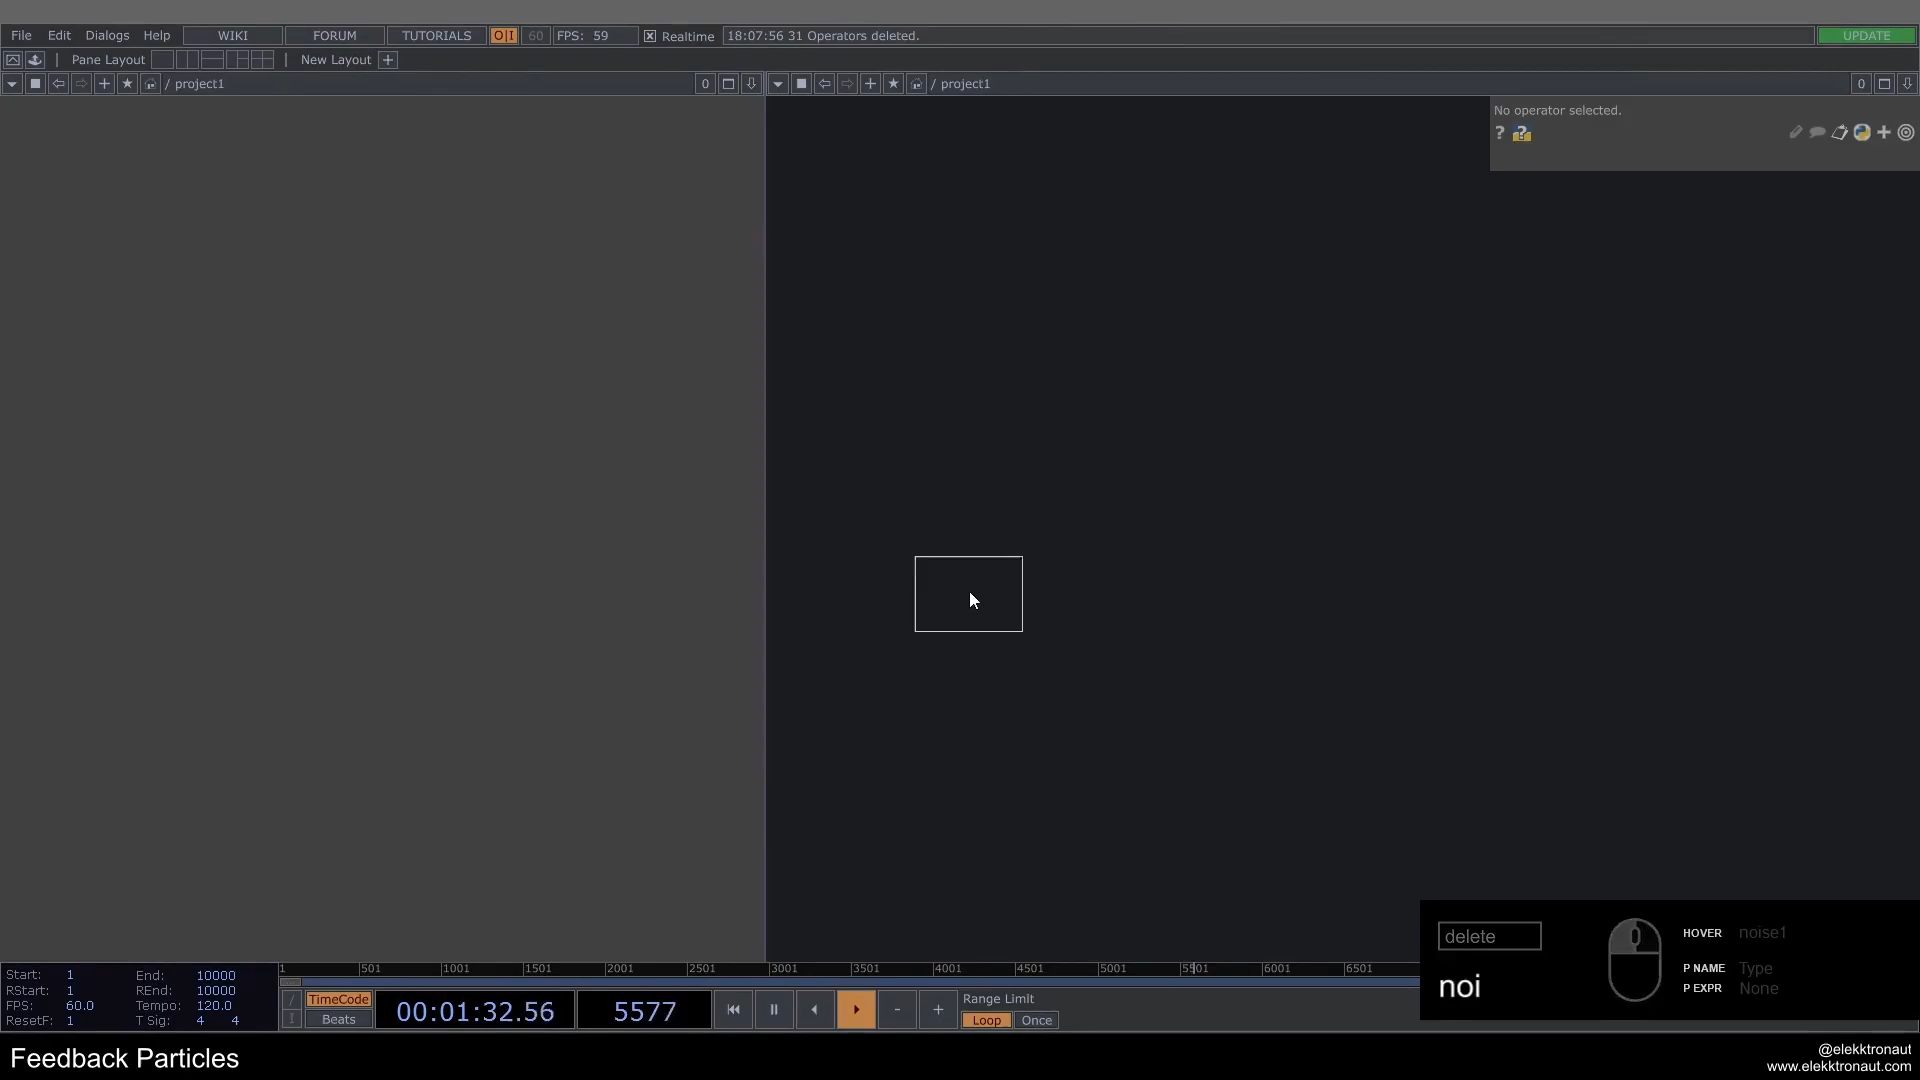 File Edit Dialogs Help WIKI FORUM TUTORIALS O|I 60 FPS: 59 Realtime 18:07:56 31 Operators deleted. UPDATE
Pane Layout New Layout +
/ project1 0 / project1 0
No operator selected.
delete
noi
HOVER noise1
P NAME Type
P EXPR None
1 501 1001 1501 2001 2501 3001 3501 4001 4501 5001 5501 6001 6501
Start: 1 End: 10000
RStart: 1 REnd: 10000
FPS: 60.0 Tempo: 120.0
ResetF: 1 T Sig: 4 4
TimeCode
Beats
00:01:32.56 5577
Range Limit
Loop Once
Feedback Particles
@elekktronaut
www.elekktronaut.com